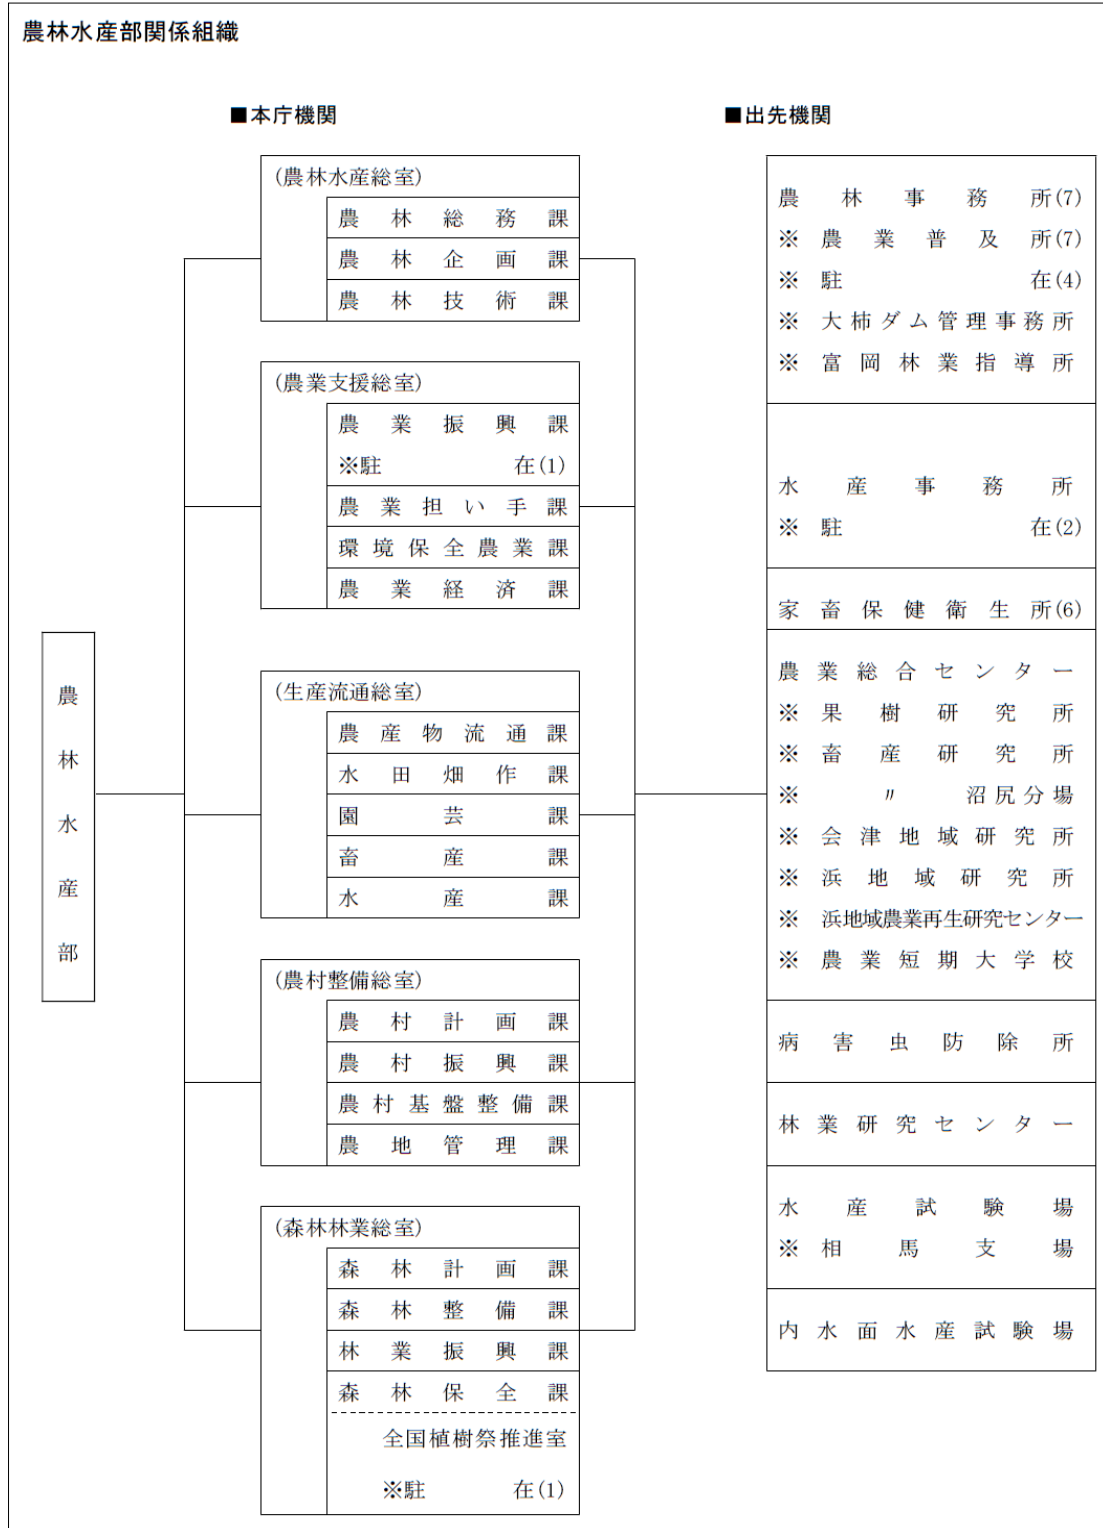 農林水産部関係組織
■本庁機関
■出先機関
農林水産部
(農林水産総室)
農林総務課
農林企画課
農林技術課
(農業支援総室)
農業振興課
※駐在(1)
農業担い手課
環境保全農業課
農業経済課
(生産流通総室)
農産物流通課
水田畑作課
園芸課
畜産課
水産課
(農村整備総室)
農村計画課
農村振興課
農村基盤整備課
農地管理課
(森林林業総室)
森林計画課
森林整備課
林業振興課
森林保全課
全国植樹祭推進室
※駐在(1)
農林事務所(7)
※農業普及所(7)
※駐在(4)
※大柿ダム管理事務所
※富岡林業指導所
水産事務所
※駐在(2)
家畜保健衛生所(6)
農業総合センター
※果樹研究所
※畜産研究所
※〃沼尻分場
※会津地域研究所
※浜地域研究所
※浜地域農業再生研究センター
※農業短期大学校
病害虫防除所
林業研究センター
水産試験場
※相馬支場
内水面水産試験場